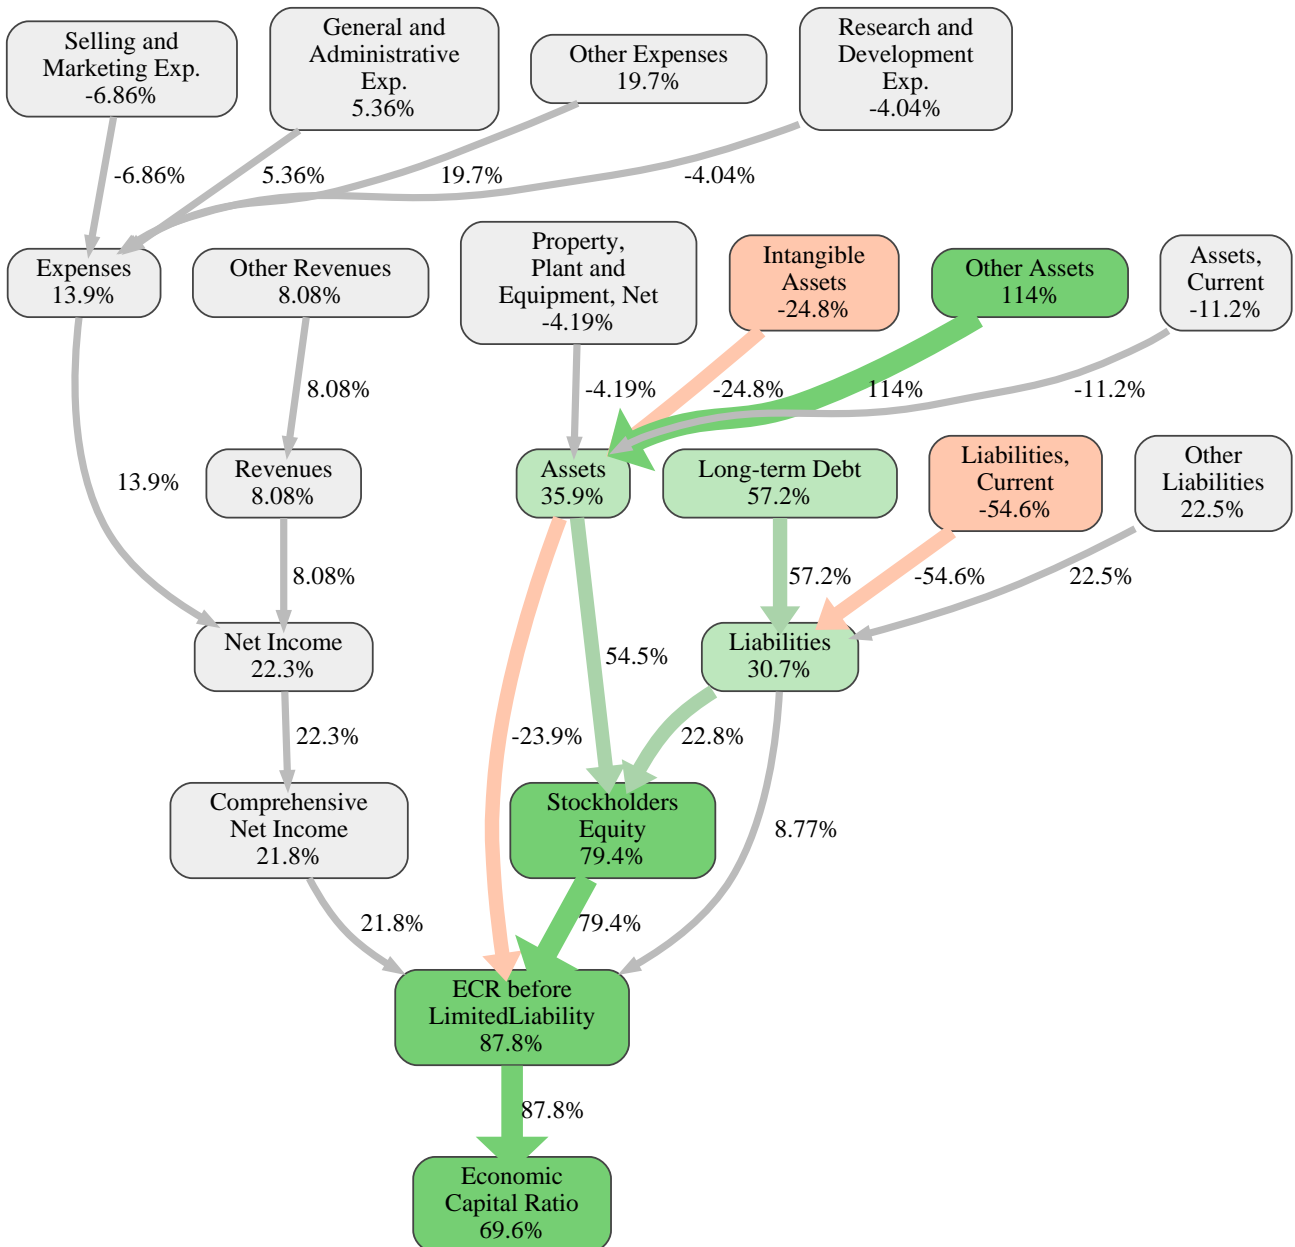 Selling and
Marketing Exp.
-6.86%
General and
Administrative
Exp.
5.36%
Other Expenses
19.7%
Research and
Development
Exp.
-4.04%
-6.86%
5.36%
19.7%
-4.04%
Expenses
13.9%
Other Revenues
8.08%
Property,
Plant and
Equipment, Net
-4.19%
Intangible
Assets
-24.8%
Other Assets
114%
Assets,
Current
-11.2%
8.08%
-4.19%
-24.8%
114%
-11.2%
13.9%
Revenues
8.08%
Assets
35.9%
Long-term Debt
57.2%
Liabilities,
Current
-54.6%
Other
Liabilities
22.5%
8.08%
57.2%
-54.6%
22.5%
Net Income
22.3%
54.5%
Liabilities
30.7%
22.3%
-23.9%
22.8%
Comprehensive
Net Income
21.8%
Stockholders
Equity
79.4%
8.77%
21.8%
79.4%
ECR before
LimitedLiability
87.8%
87.8%
Economic
Capital Ratio
69.6%